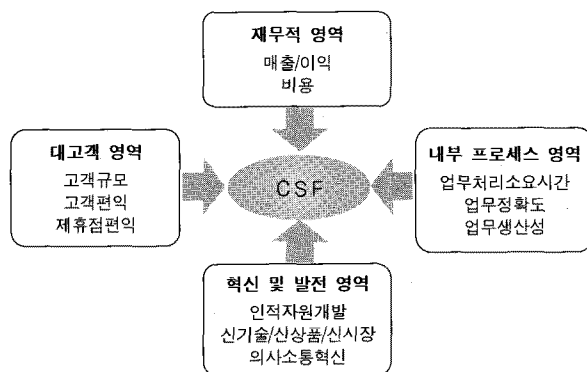 재무적 영역
매출/이익
비용
대고객 영역
고객규모
고객편익
제휴점편익
CSF
내부 프로세스 영역
업무처리소요시간
업무정확도
업무생산성
혁신 및 발전 영역
인적자원개발
신기술/산상품/신시장
의사소통혁신